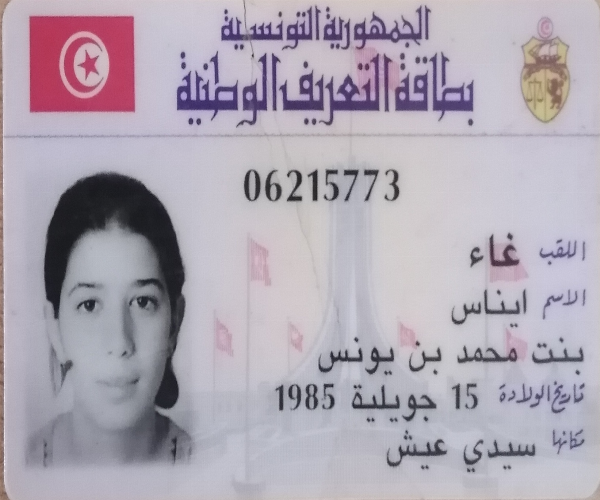 الجمهورية التونسية
بطاقة التعريف الوطنية
06215773
اللقب غاء
الاسم ايناس
بنت محمد بن يونس
تاريخ الولادة 15 جويلية 1985
مكانها سيدي عيش